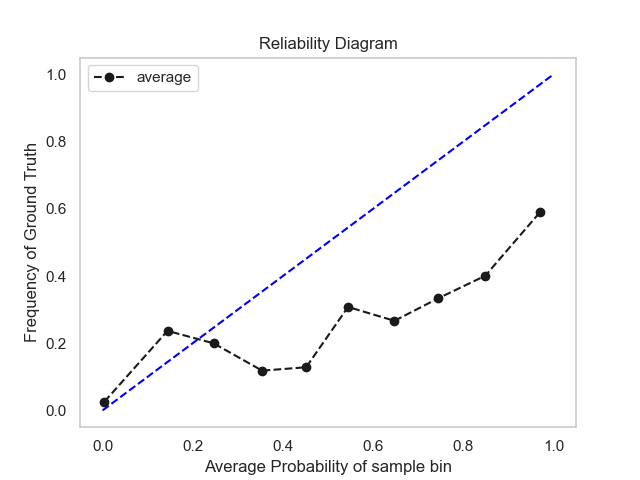 Reliability Diagram
average
Frequency of Ground Truth
1.0
0.8
0.6
0.4
0.2
0.0
0.0 0.2 0.4 0.6 0.8 1.0
Average Probability of sample bin